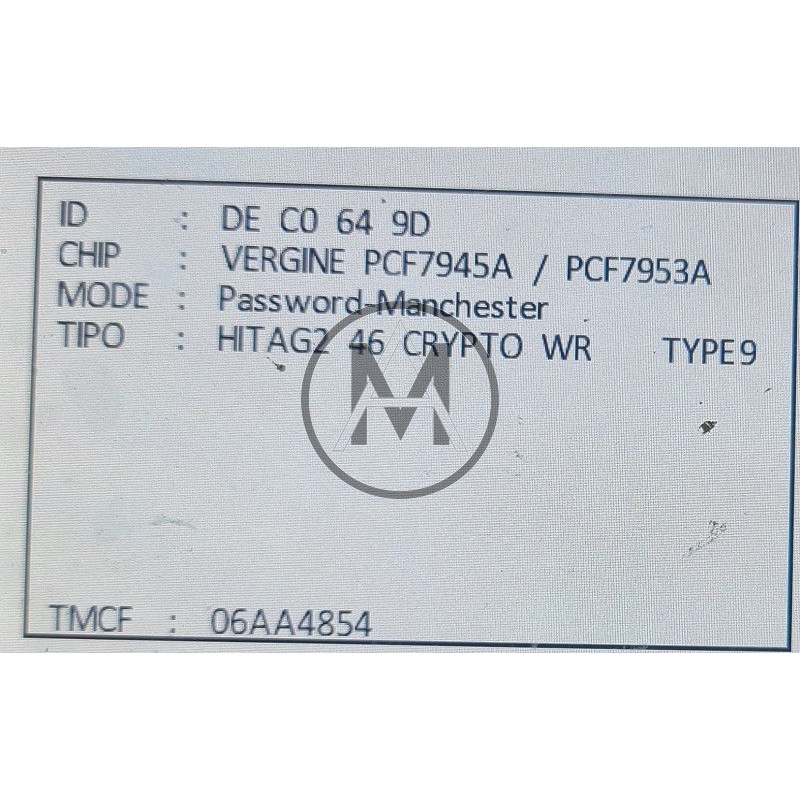 ID : DE C0 64 9D
CHIP : VERGINE PCF7945A / PCF7953A
MODE : Password-Manchester
TIPO : HITAG2 46 CRYPTO WR TYPE9
M
TMCF : 06AA4854